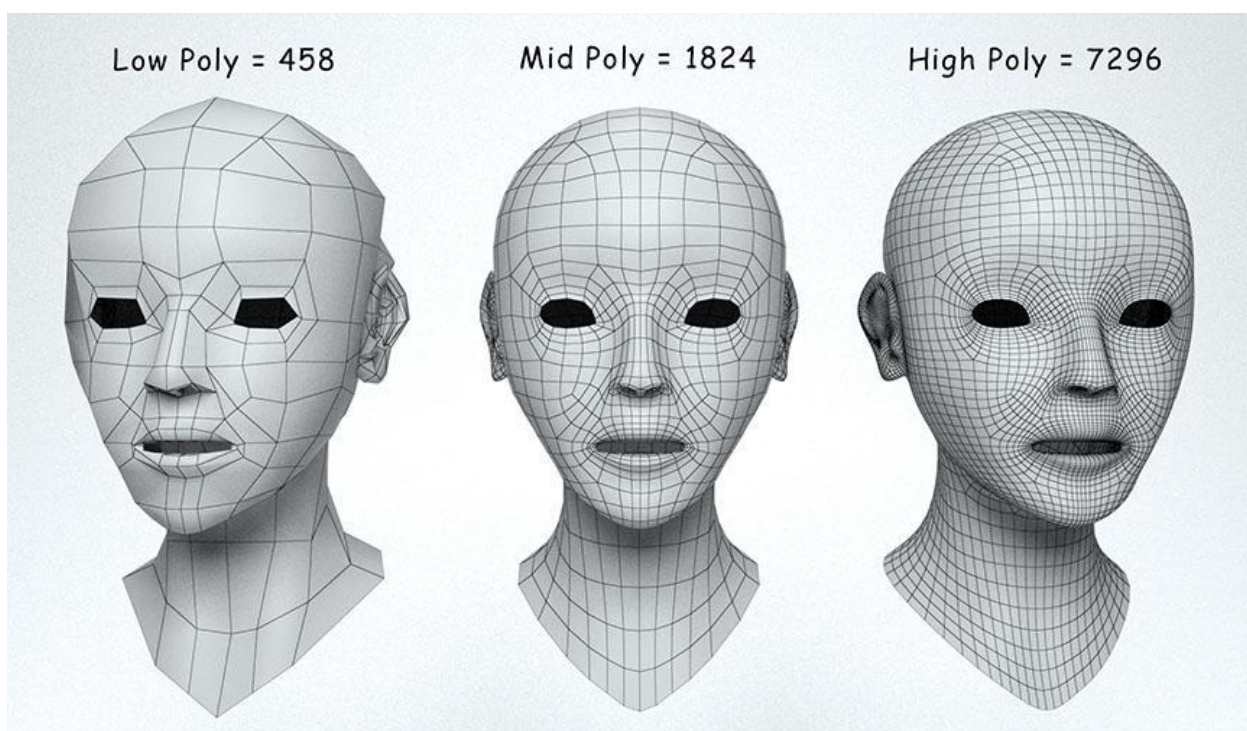 Low Poly = 458
Mid Poly = 1824
High Poly = 7296